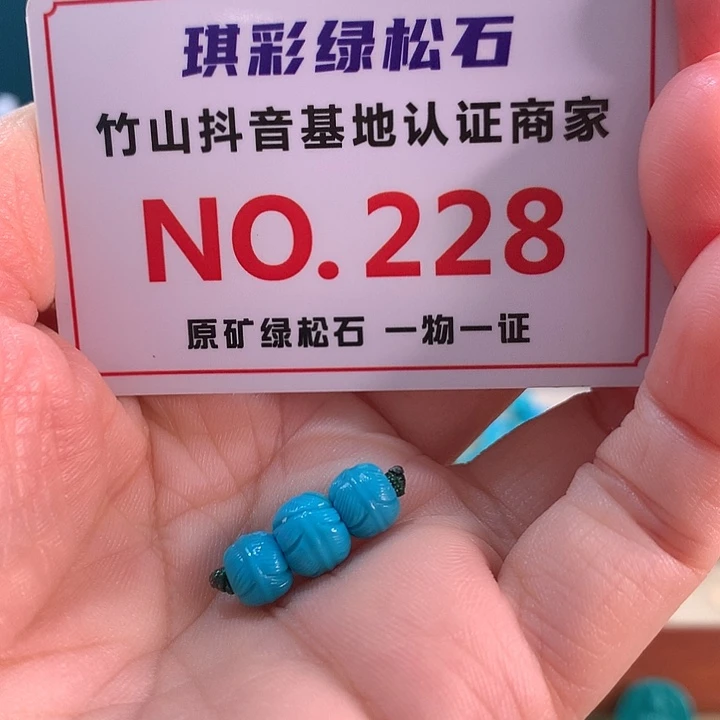 琪彩绿松石
竹山抖音基地认证商家
NO. 228
原矿绿松石 一物一证